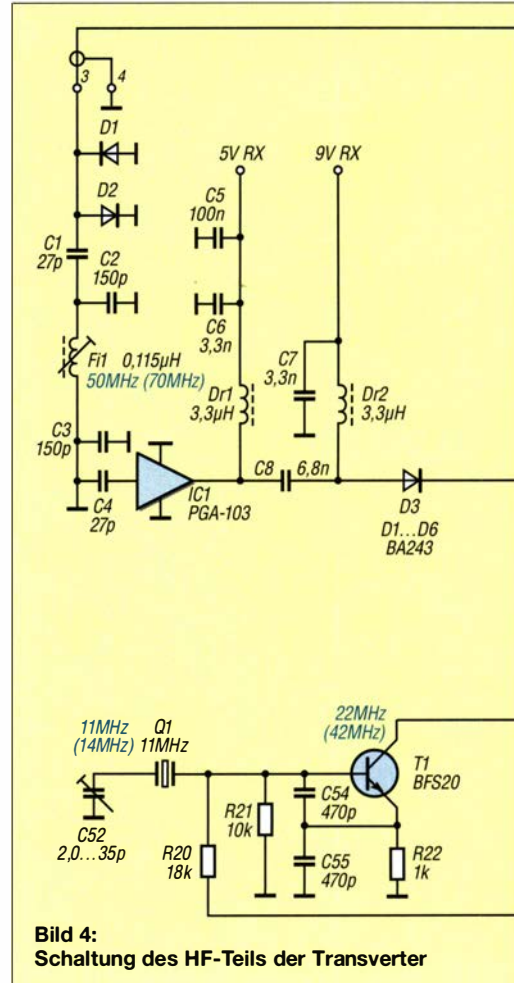 3 4
D1
D2
5V RX
9V RX
C5
100n
C1
27p
C2
150p
C6
3,3n
Fi1 0,115µH
50MHz (70MHz)
C7
3,3n
Dr1
3,3µH
Dr2
3,3µH
C3
150p
C8 6,8n
C4
27p
IC1
PGA-103
D3
D1...D6
BA243
11MHz
(14MHz)
Q1
11MHz
22MHz
(42MHz)
T1
BFS20
C52
2,0...35p
R20
18k
R21
10k
C54
470p
C55
470p
R22
1k
Bild 4:
Schaltung des HF-Teils der Transverter